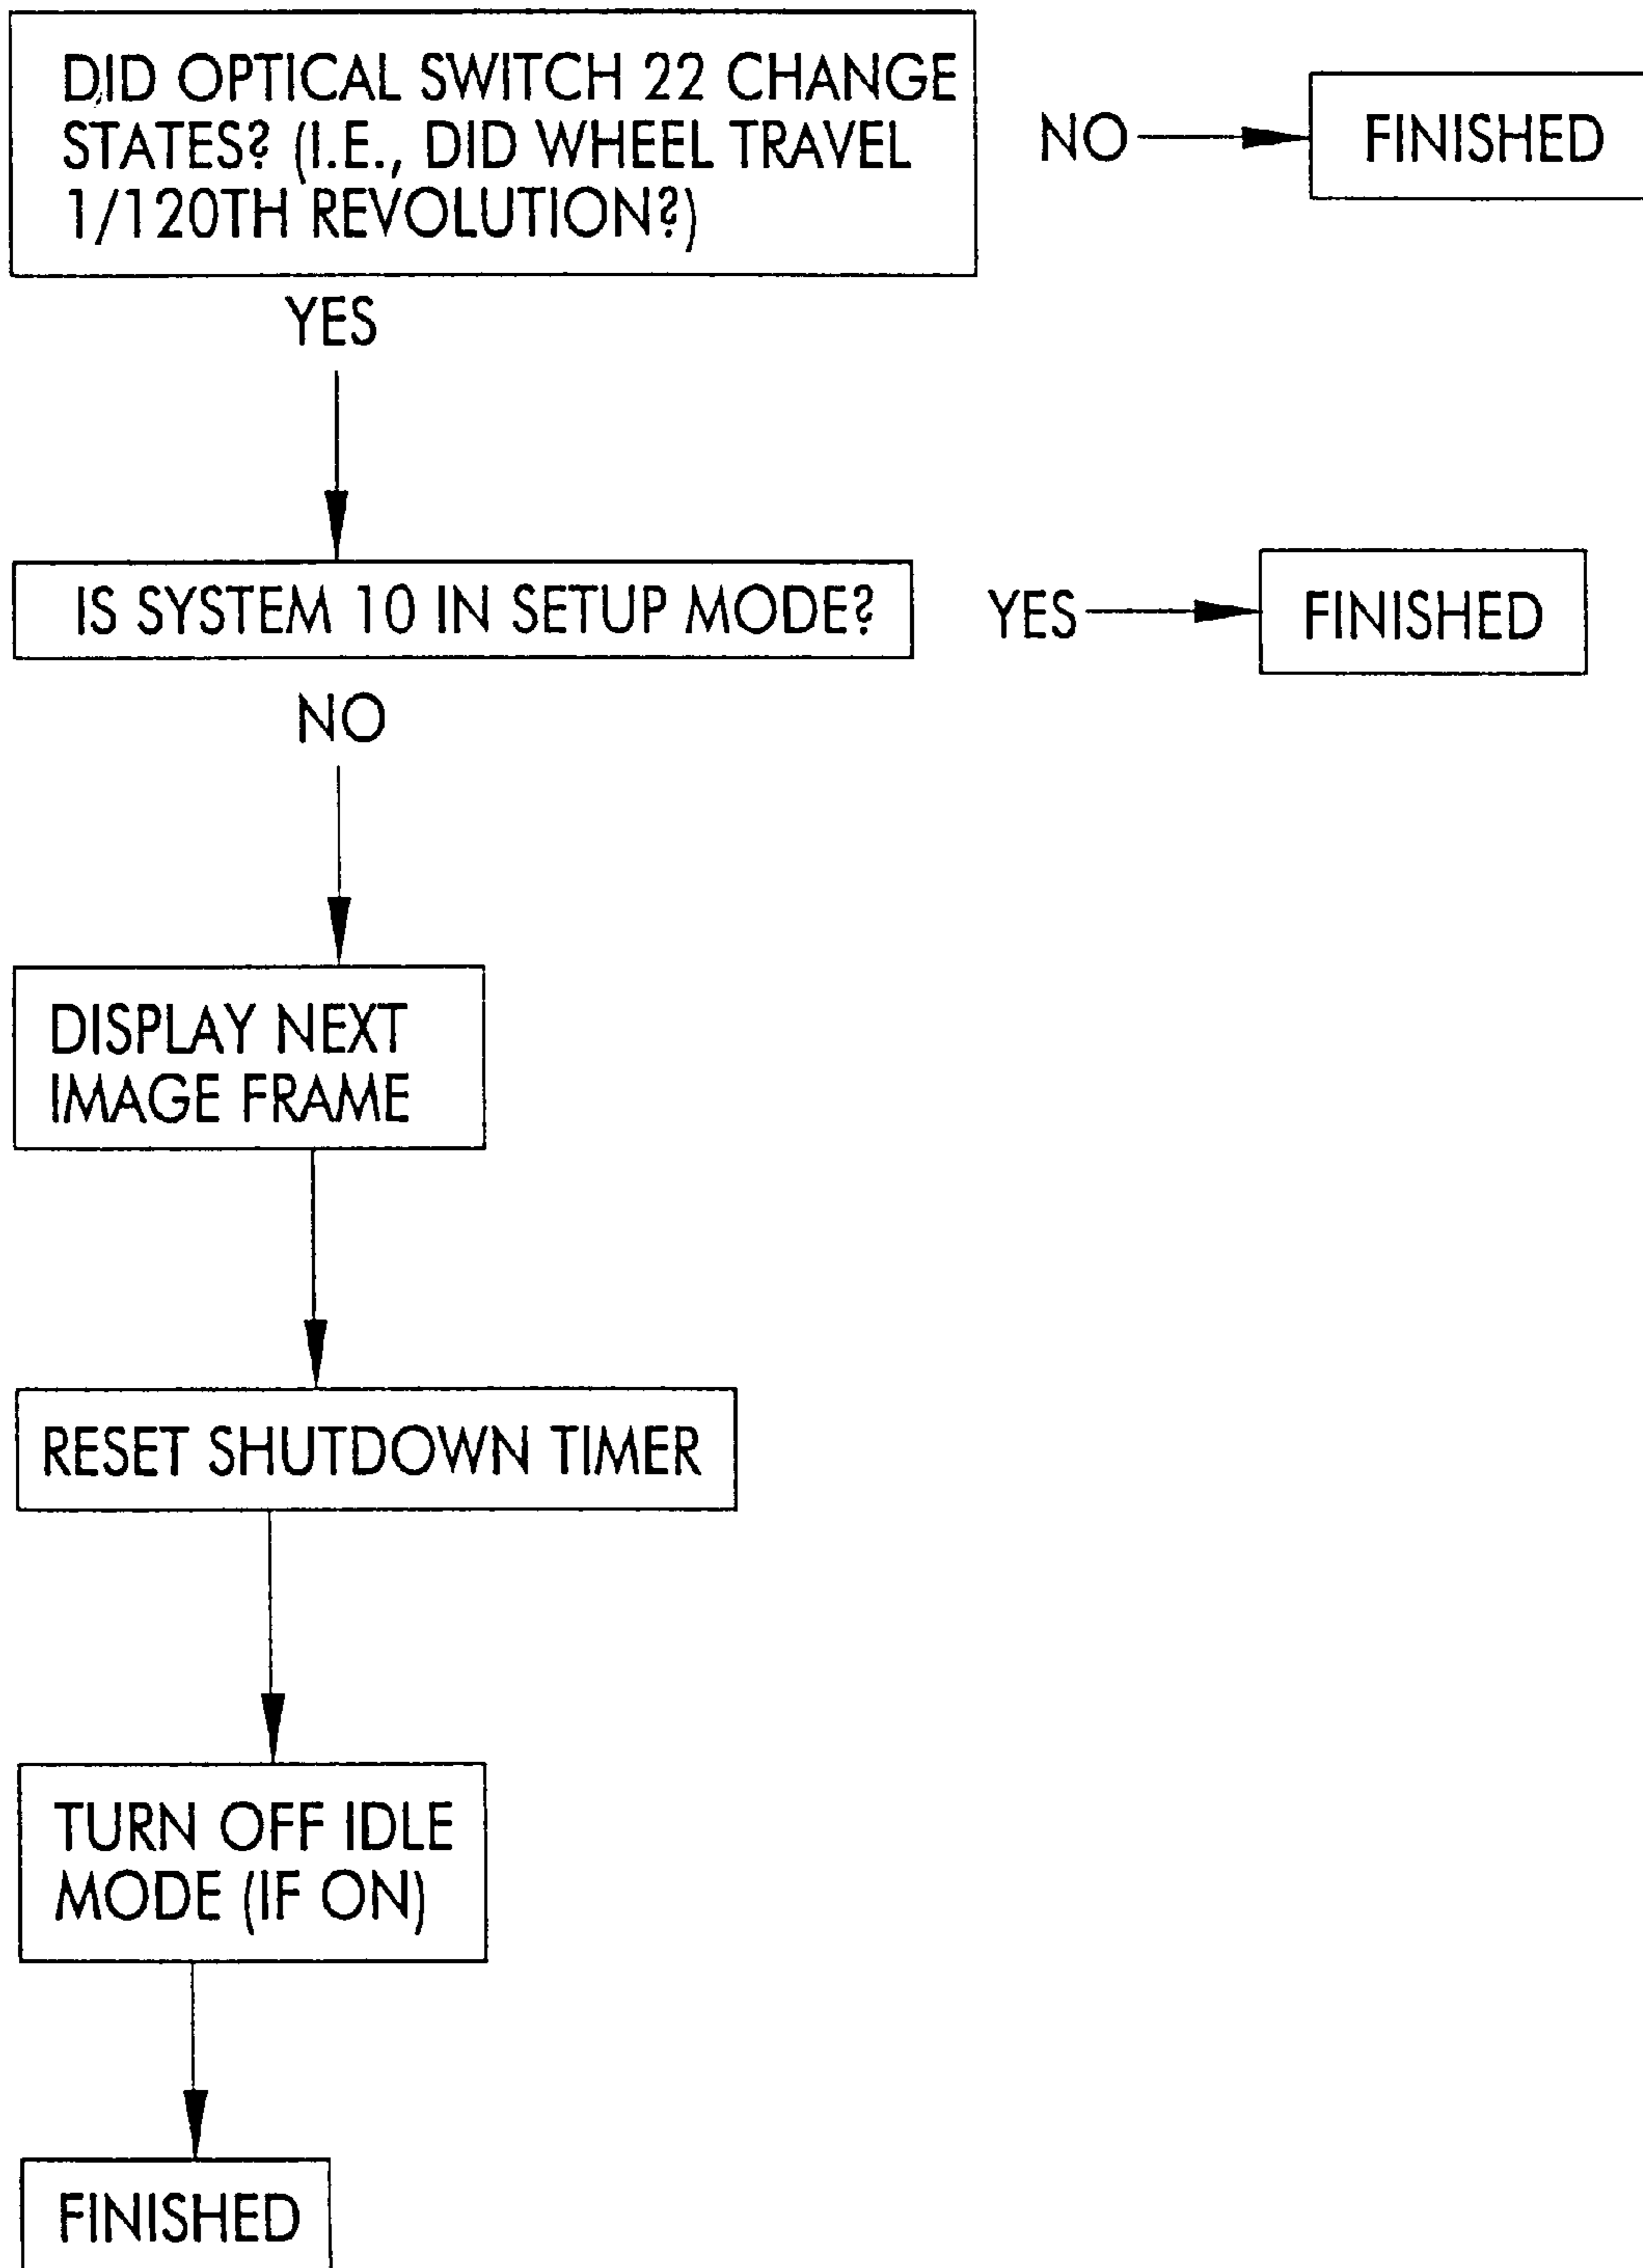 DID OPTICAL SWITCH 22 CHANGE
STATES? (I.E., DID WHEEL TRAVEL
1/120TH REVOLUTION?)
NO
FINISHED
YES
IS SYSTEM 10 IN SETUP MODE?
YES
FINISHED
NO
DISPLAY NEXT
IMAGE FRAME
RESET SHUTDOWN TIMER
TURN OFF IDLE
MODE (IF ON)
FINISHED